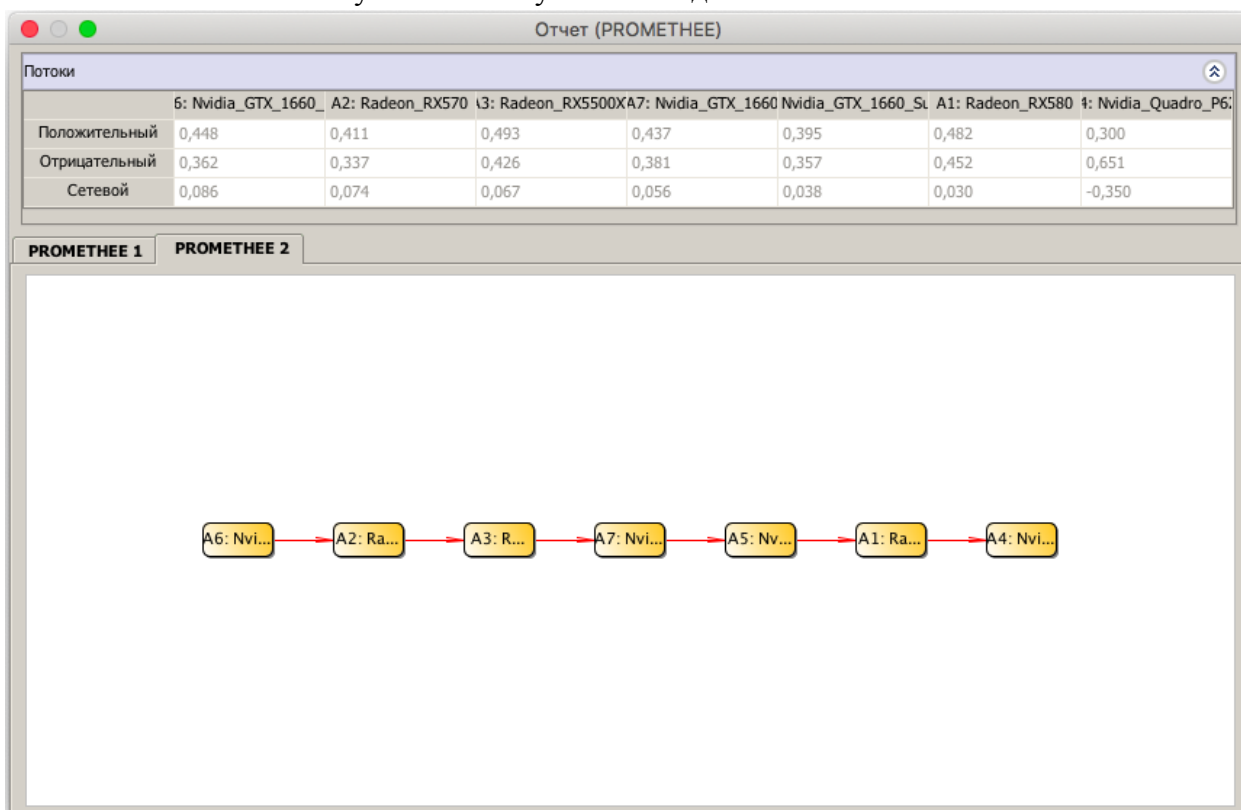 Отчет (PROMETHEE)
Потоки
6: Nvidia_GTX_1660_ A2: Radeon_RX570 \3: Radeon_RX5500X A7: Nvidia_GTX_1660 Nvidia_GTX_1660_Su A1: Radeon_RX580 4: Nvidia_Quadro_P62
Положительный 0,448 0,411 0,493 0,437 0,395 0,482 0,300
Отрицательный 0,362 0,337 0,426 0,381 0,357 0,452 0,651
Сетевой 0,086 0,074 0,067 0,056 0,038 0,030 -0,350
PROMETHEE 1 PROMETHEE 2
A6: Nvi... A2: Ra... A3: R... A7: Nvi... A5: Nv... A1: Ra... A4: Nvi...